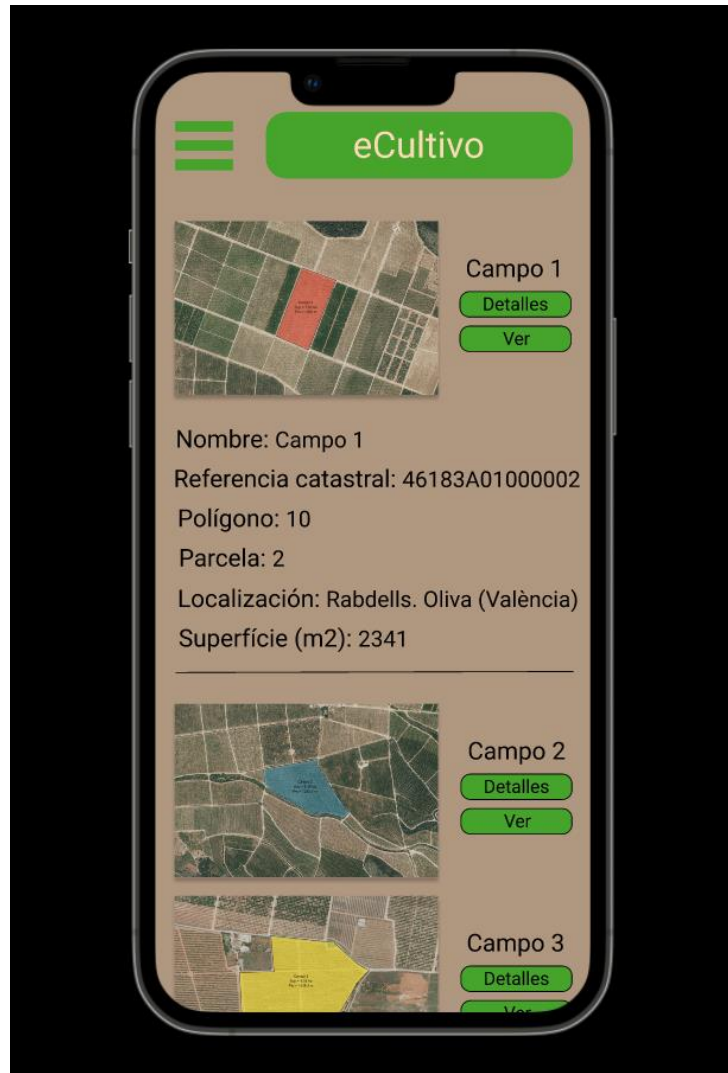 eCultivo
Campo 1
Detalles
Ver
Nombre: Campo 1
Referencia catastral: 46183A01000002
Polígono: 10
Parcela: 2
Localización: Rabdells. Oliva (València)
Superfície (m2): 2341
Campo 2
Detalles
Ver
Campo 3
Detalles
Ver